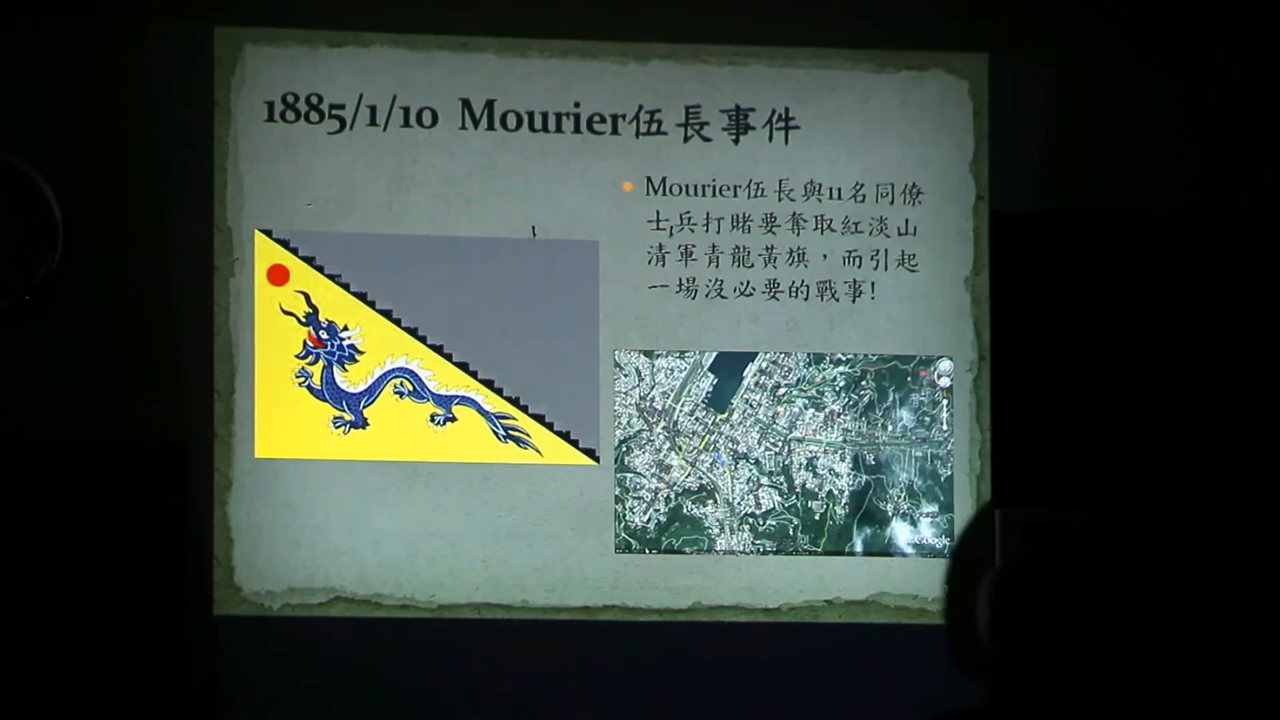 1885/1/10 Mourier伍長事件
Mourier伍長與11名同僚
士兵打賭要奪取紅淡山
清軍青龍黃旗，而引起
一場沒必要的戰事!
Google